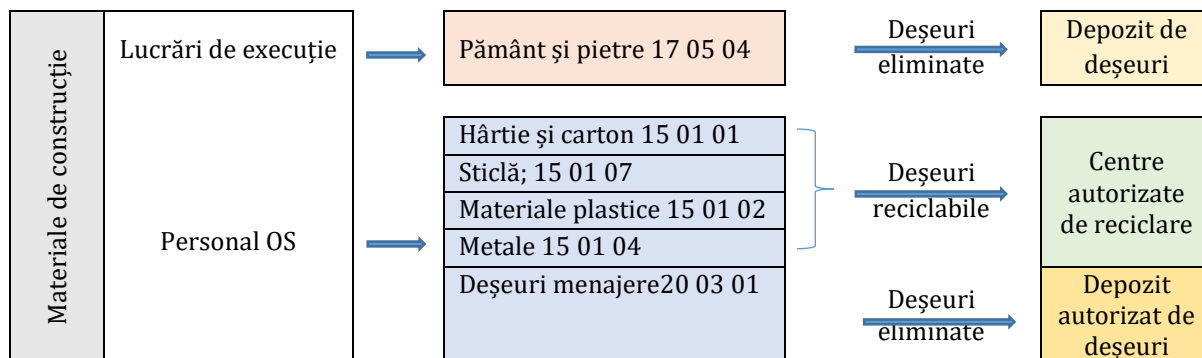 Materiale de construcție
Lucrări de execuție
Pământ și pietre 17 05 04
Deșeuri
eliminate
Depozit de
deșeuri
Personal OS
Hârtie și carton 15 01 01
Sticlă; 15 01 07
Materiale plastice 15 01 02
Metale 15 01 04
Deșeuri menajere20 03 01
Deșeuri
reciclabile
Centre
autorizate
de reciclare
Deșeuri
eliminate
Depozit
autorizat de
deșeuri